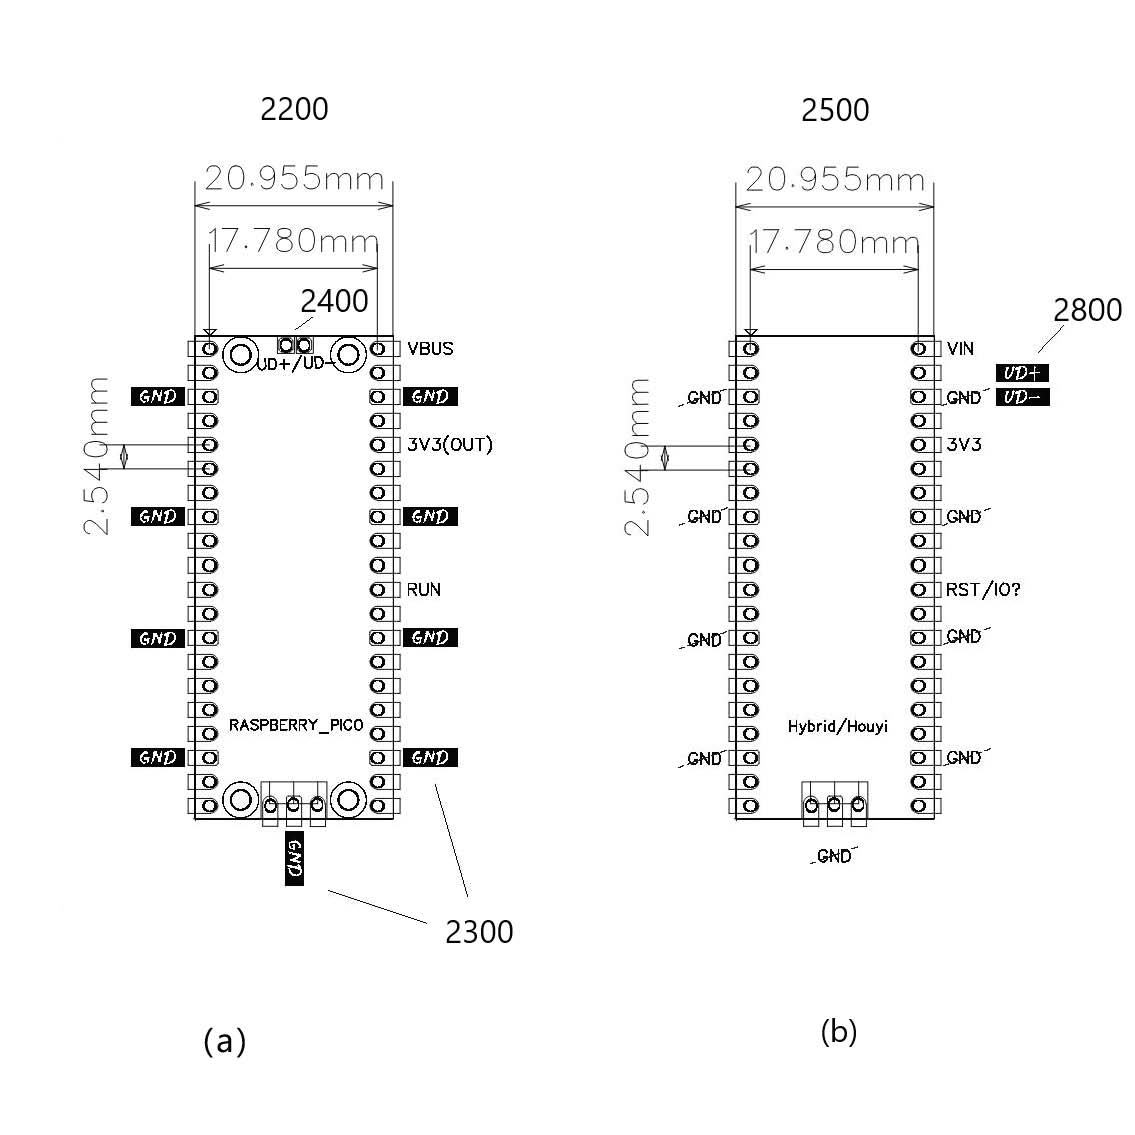 2200 2500
20.955mm 20.955mm
17.780mm 17.780mm
2400 2800
VBUS VIN
UD+/UD- UD+
GND GND GND GND UD-
3V3(OUT) 3V3
2.540mm 2.540mm
GND GND GND GND
RUN RST/IO?
GND GND GND GND
RASPBERRY_PICO Hybrid/Houyi
GND GND GND GND
GND GND
2300
(a) (b)